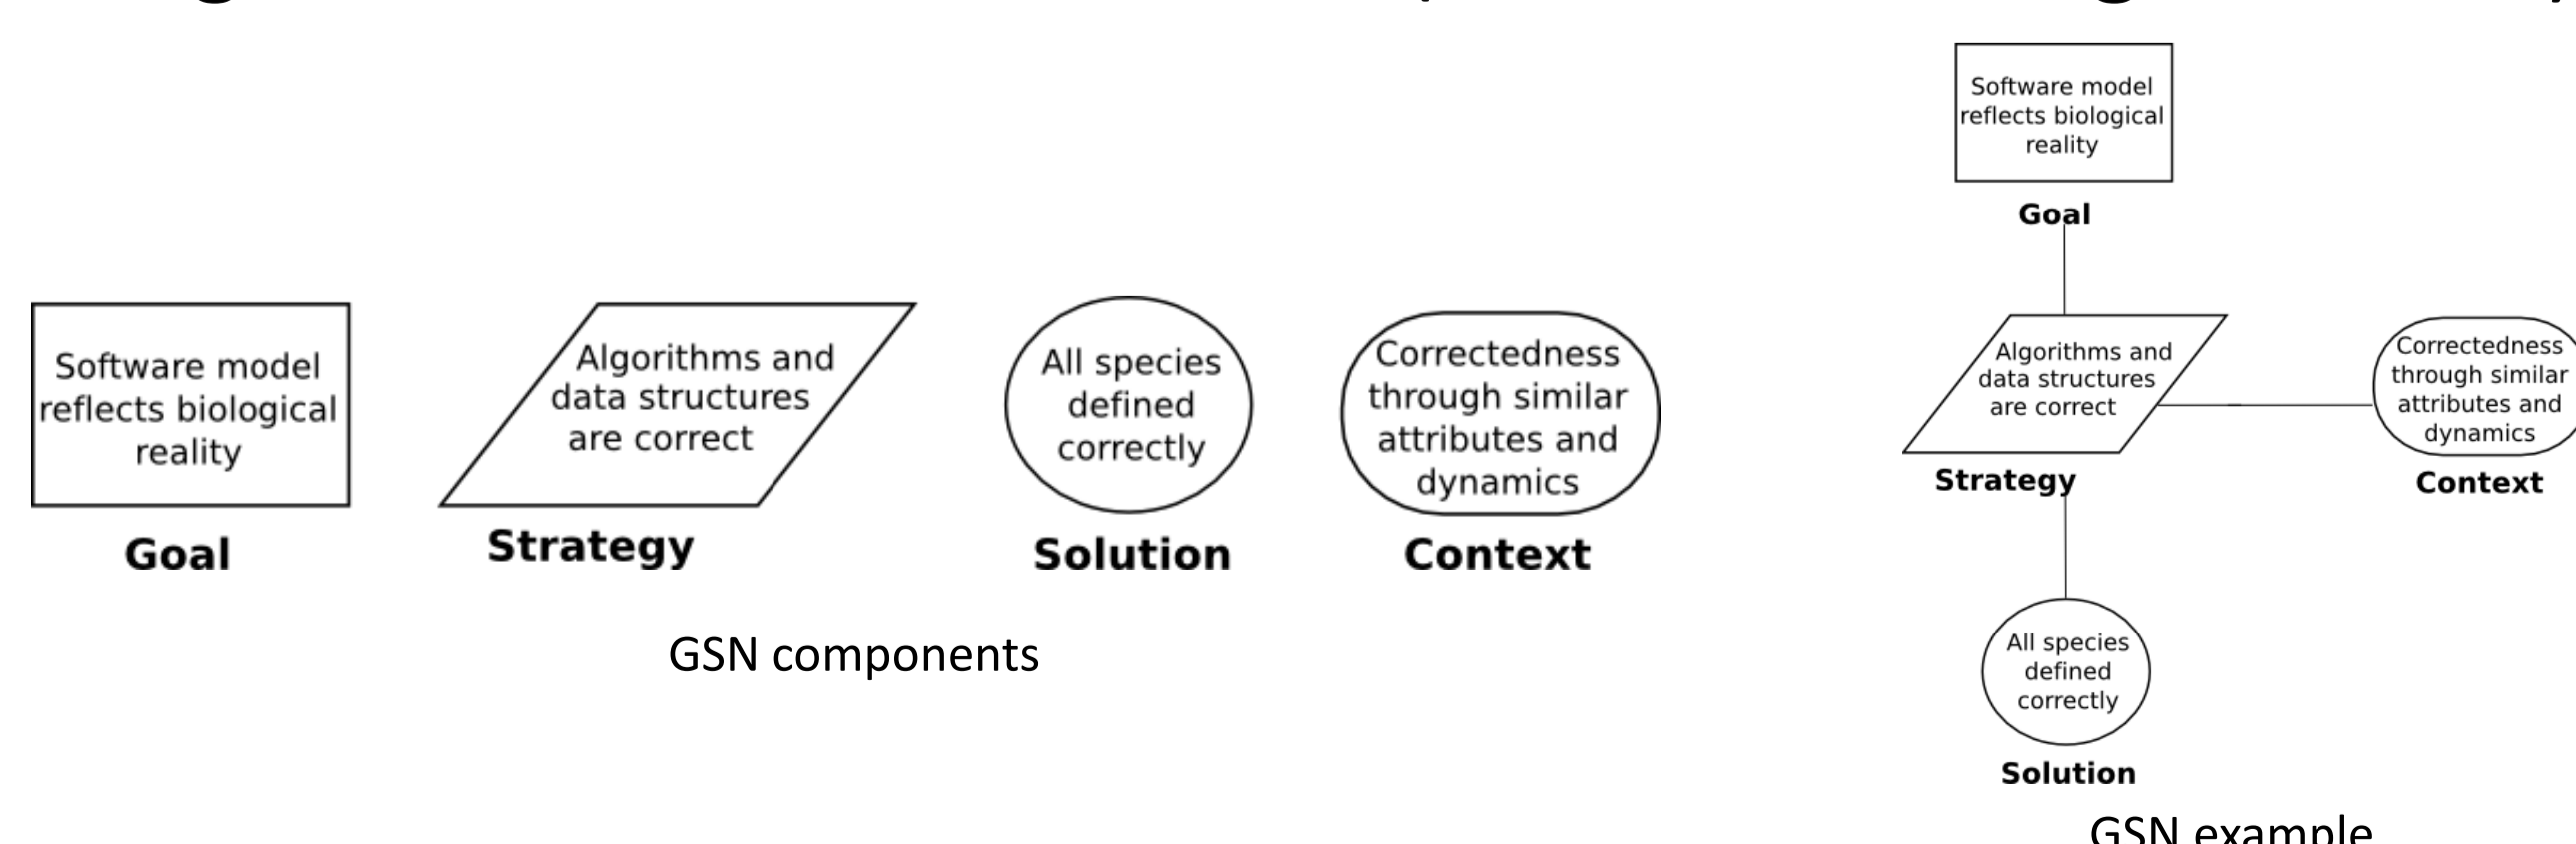 Software model
reflects biological
reality
Goal
Algorithms and
data structures
are correct
Strategy
All species
defined
correctly
Solution
Correctedness
through similar
attributes and
dynamics
Context
GSN components
Software model
reflects biological
reality
Goal
Algorithms and
data structures
are correct
Strategy
Correctedness
through similar
attributes and
dynamics
Context
All species
defined
correctly
Solution
GSN example